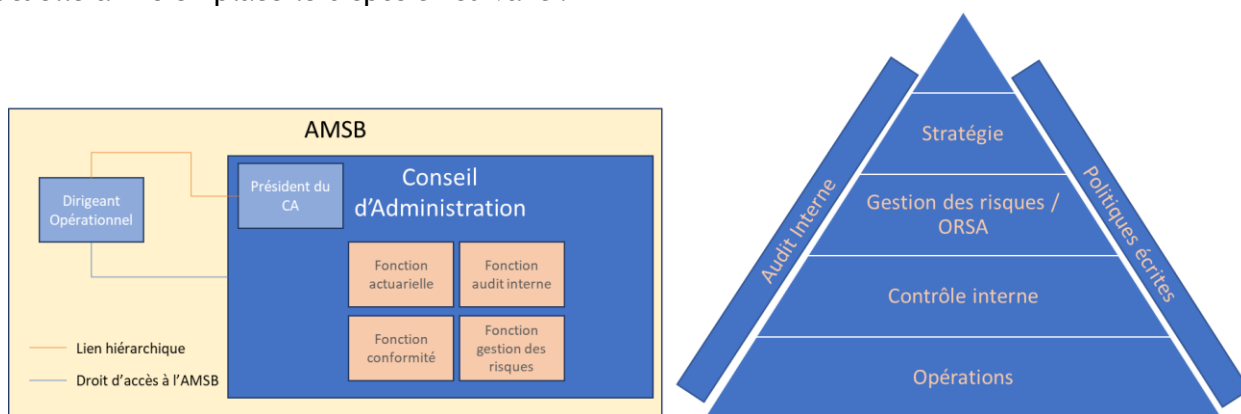 AMSB
Dirigeant
Opérationnel
Président du
CA
Conseil
d'Administration
Fonction
actuarielle
Fonction
audit interne
Fonction
conformité
Fonction
gestion des
risques
Lien hiérarchique
Droit d'accès à l'AMSB
Stratégie
Gestion des risques /
ORSA
Contrôle interne
Opérations
Audit Interne
Politiques écrites